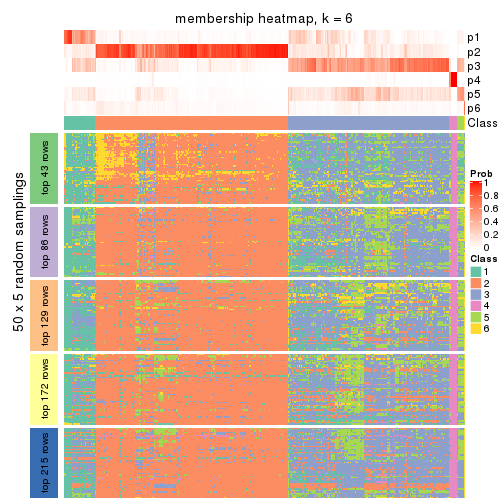 membership heatmap, k = 6
p1
p2
p3
p4
p5
p6
Class
50 x 5 random samplings
top 43 rows
top 86 rows
top 129 rows
top 172 rows
top 215 rows
Prob
1
0.8
0.6
0.4
0.2
0
Class
1
2
3
4
5
6